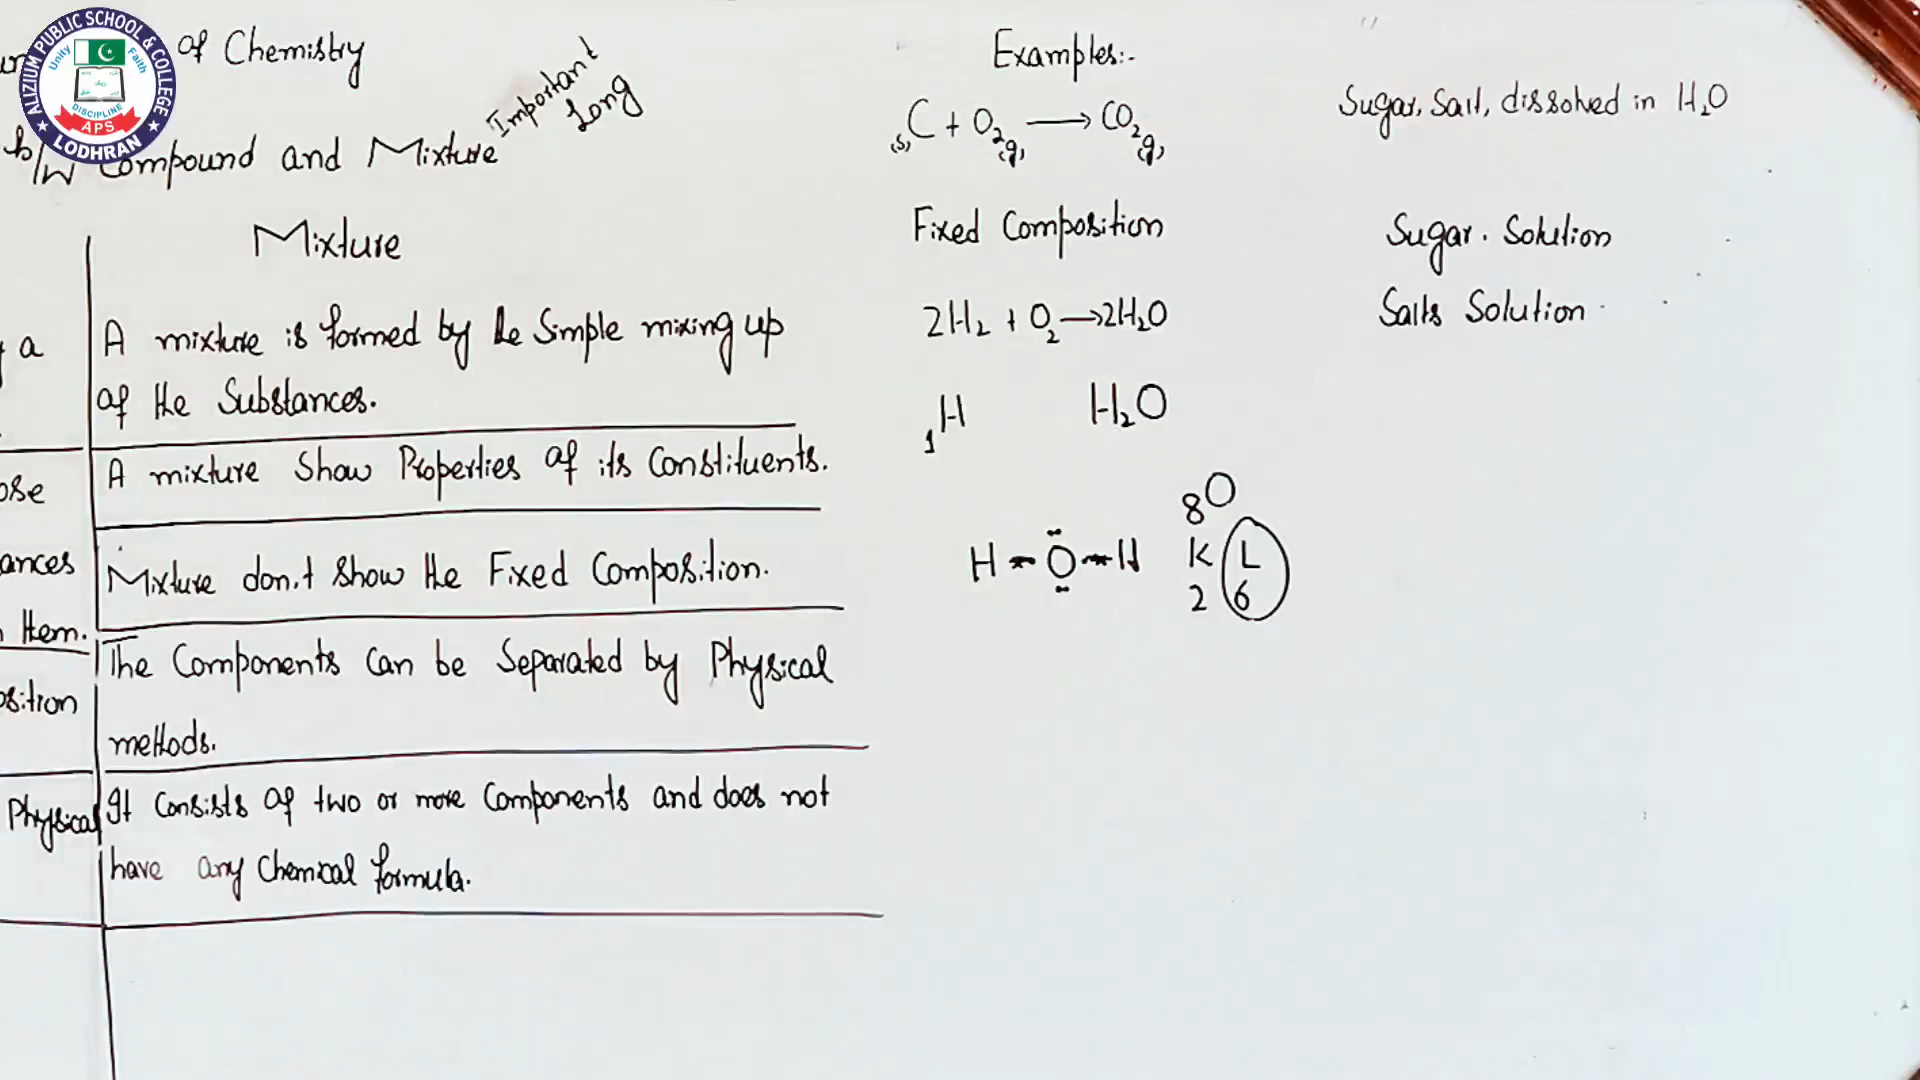 ALIZIUM PUBLIC SCHOOL & COLLEGE
Unity
Faith
DISCIPLINE
APS
LODHRAN
of Chemistry
b/w Compound and Mixture
Important
Long
Mixture
a
A mixture is formed by the Simple mixing up
of the Substances.
ose
A mixture Show Properties of its Constituents.
ances
Mixture don't show the Fixed Composition.
them.
The Components Can be Separated by Physical
osition
methods.
Physical
It Consists of two or more Components and does not
have any Chemical formula.
Examples:-
(s)C + O2(g) → CO2(g)
Fixed Composition
2H2 + O2 → 2H2O
1H H2O
8O
H - O - H K L
2 6
Sugar, Salt, dissolved in H2O
Sugar. Solution
Salts Solution